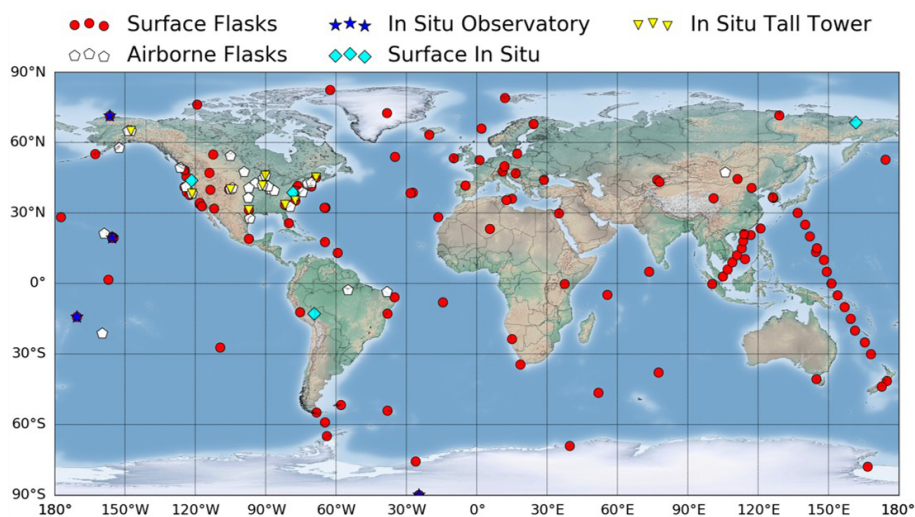 Surface Flasks In Situ Observatory In Situ Tall Tower
Airborne Flasks Surface In Situ
90°N
60°N
30°N
0°
30°S
60°S
90°S
180° 150°W 120°W 90°W 60°W 30°W 0° 30°E 60°E 90°E 120°E 150°E 180°